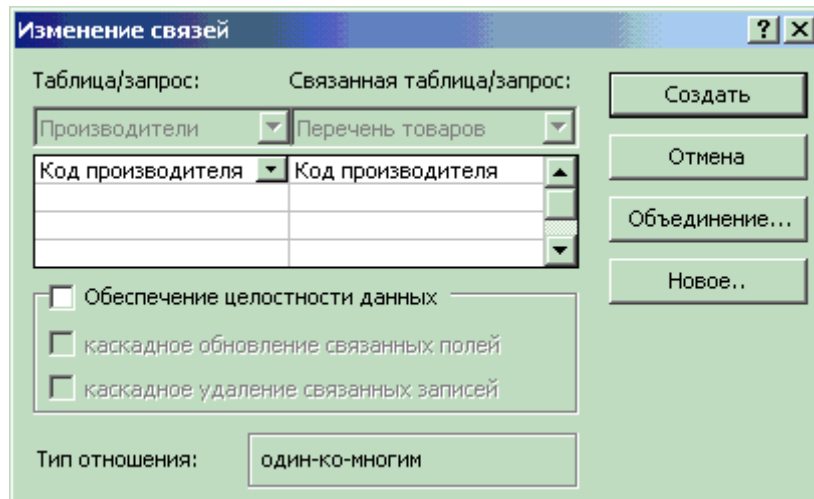 Изменение связей
Таблица/запрос: Связанная таблица/запрос:
Производители Перечень товаров
Код производителя Код производителя
Обеспечение целостности данных
каскадное обновление связанных полей
каскадное удаление связанных записей
Тип отношения: один-ко-многим
Создать
Отмена
Объединение...
Новое..